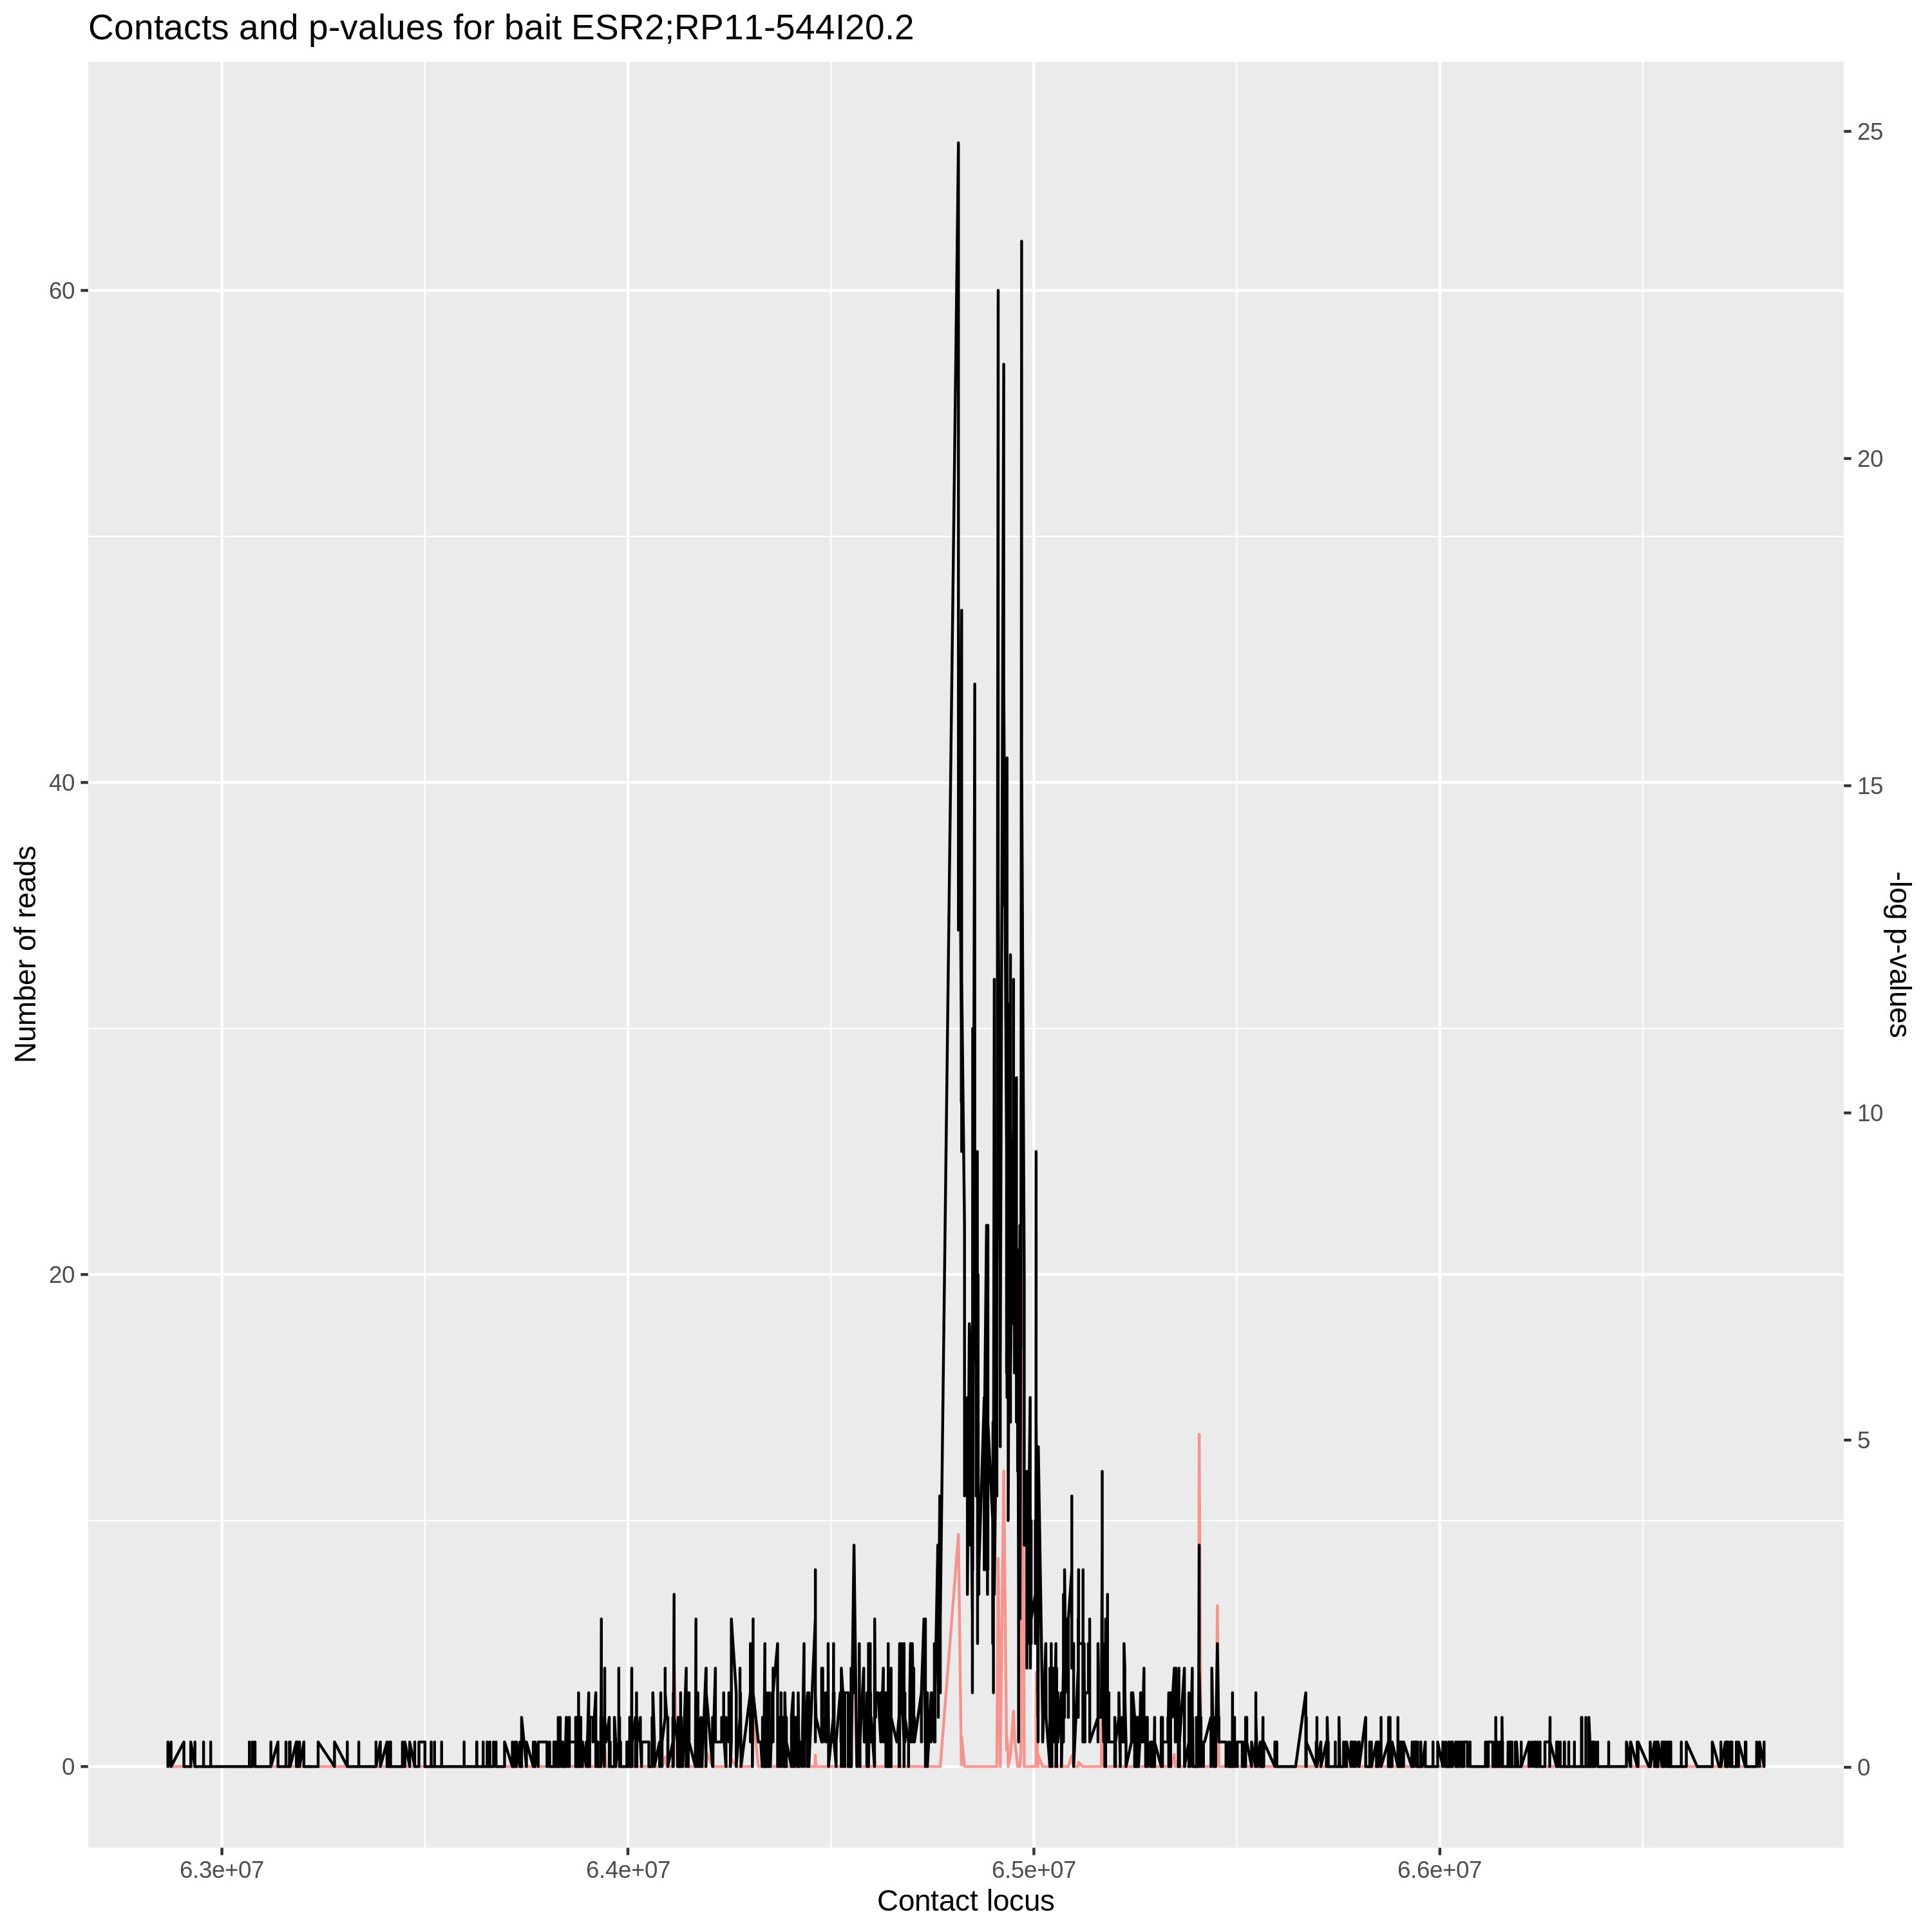 Contacts and p-values for bait ESR2;RP11-544I20.2
Number of reads
60
40
20
0
25
20
15
10
5
0
-log p-values
6.3e+07
6.4e+07
6.5e+07
6.6e+07
Contact locus